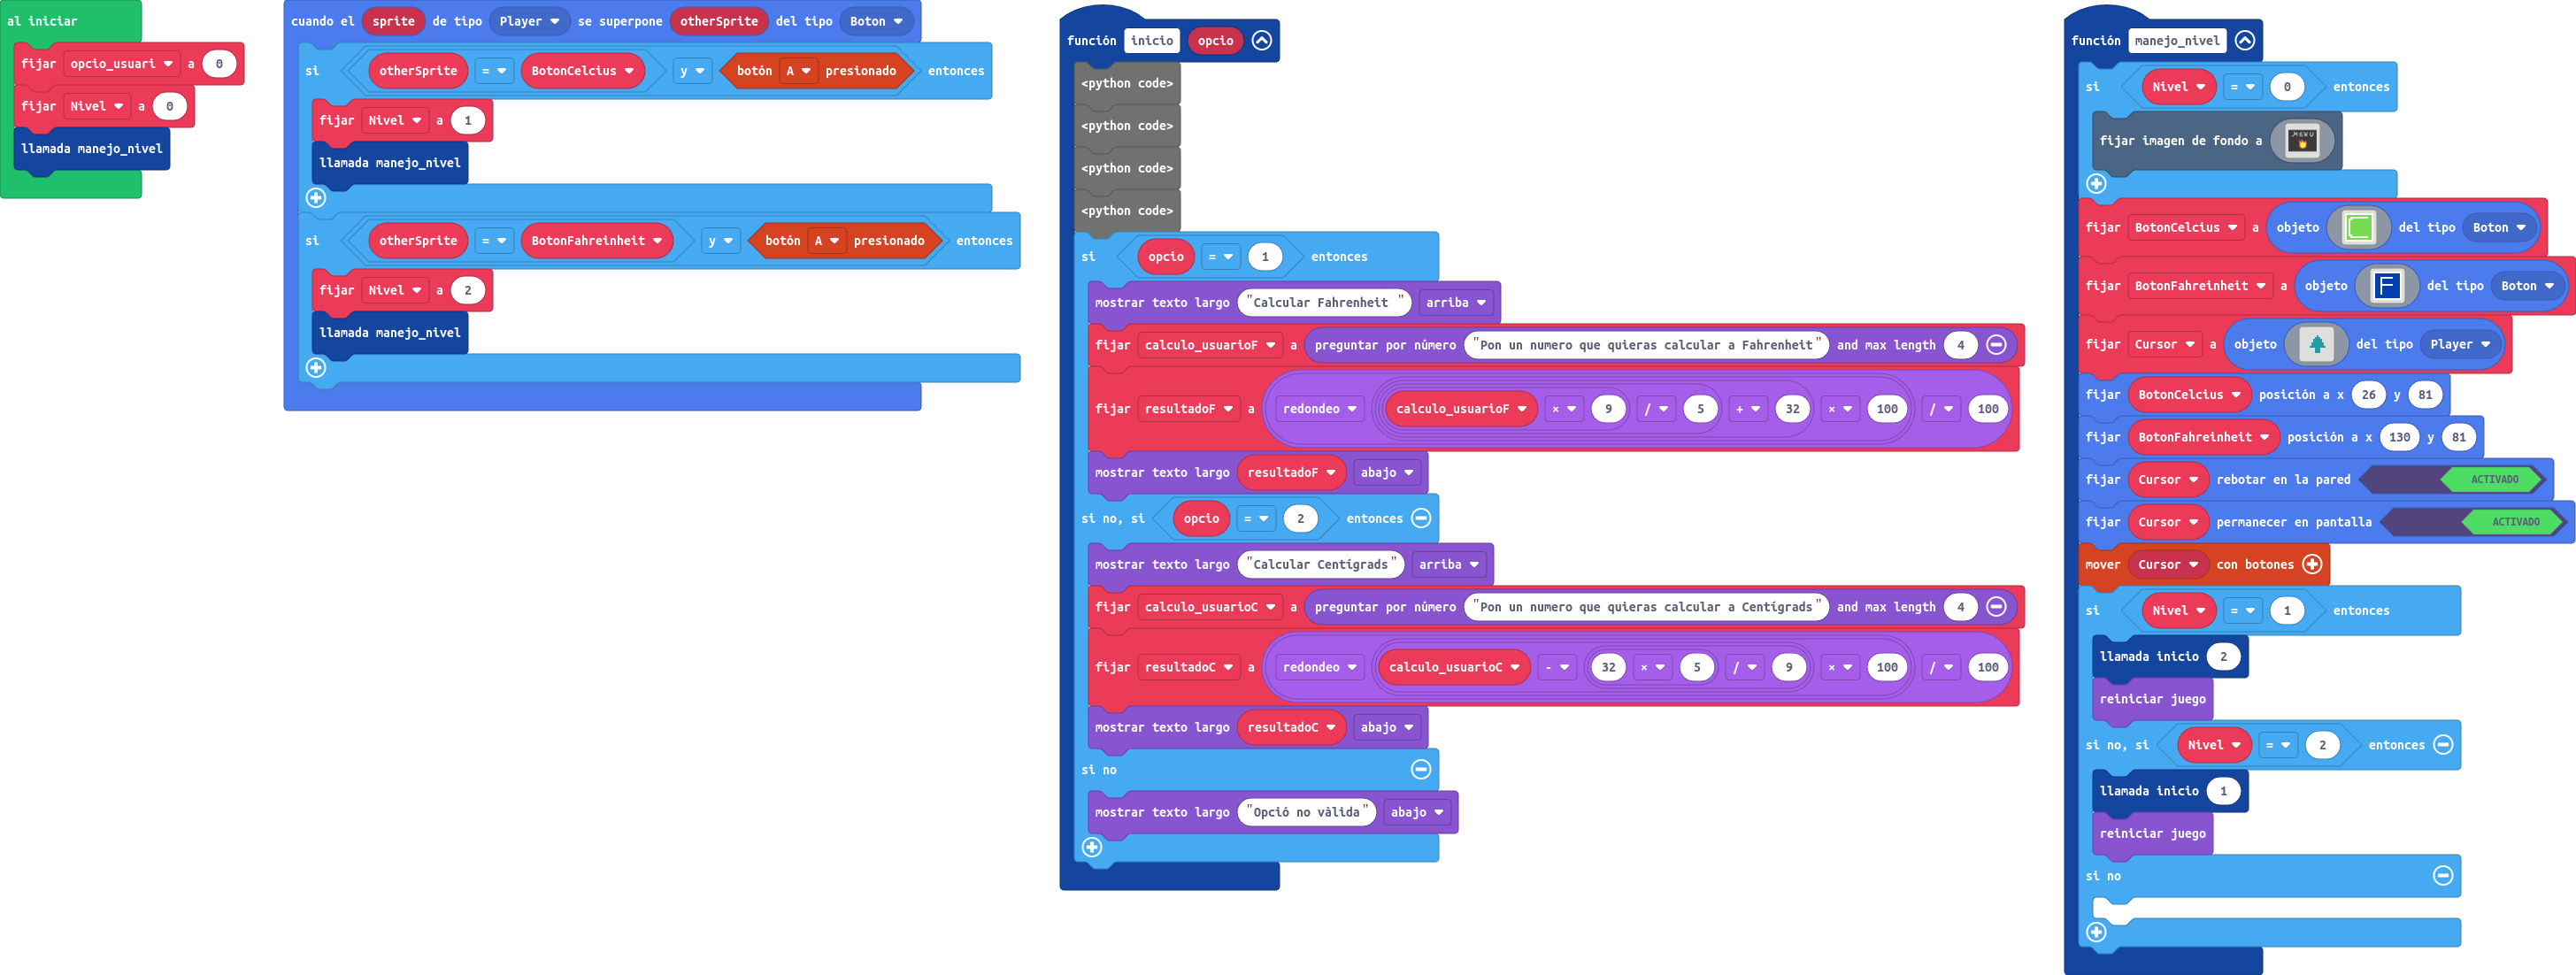 al iniciar
fijar opcio_usuari a 0
fijar Nivel a 0
llamada manejo_nivel
cuando el sprite de tipo Player se superpone otherSprite del tipo Boton
si otherSprite = BotonCelcius y botón A presionado entonces
fijar Nivel a 1
llamada manejo_nivel
si otherSprite = BotonFahreinheit y botón A presionado entonces
fijar Nivel a 2
llamada manejo_nivel
función inicio opcio
<python code>
<python code>
<python code>
<python code>
si opcio = 1 entonces
mostrar texto largo "Calcular Fahrenheit " arriba
fijar calculo_usuarioF a preguntar por número "Pon un numero que quieras calcular a Fahrenheit" and max length 4
fijar resultadoF a redondeo calculo_usuarioF × 9 / 5 + 32 × 100 / 100
mostrar texto largo resultadoF abajo
si no, si opcio = 2 entonces
mostrar texto largo "Calcular Centígrads" arriba
fijar calculo_usuarioC a preguntar por número "Pon un numero que quieras calcular a Centígrads" and max length 4
fijar resultadoC a redondeo calculo_usuarioC - 32 × 5 / 9 × 100 / 100
mostrar texto largo resultadoC abajo
si no
mostrar texto largo "Opció no vàlida" abajo
función manejo_nivel
si Nivel = 0 entonces
fijar imagen de fondo a MENU
fijar BotonCelcius a objeto del tipo Boton
fijar BotonFahreinheit a objeto F del tipo Boton
fijar Cursor a objeto del tipo Player
fijar BotonCelcius posición a x 26 y 81
fijar BotonFahreinheit posición a x 130 y 81
fijar Cursor rebotar en la pared ACTIVADO
fijar Cursor permanecer en pantalla ACTIVADO
mover Cursor con botones
si Nivel = 1 entonces
llamada inicio 2
reiniciar juego
si no, si Nivel = 2 entonces
llamada inicio 1
reiniciar juego
si no